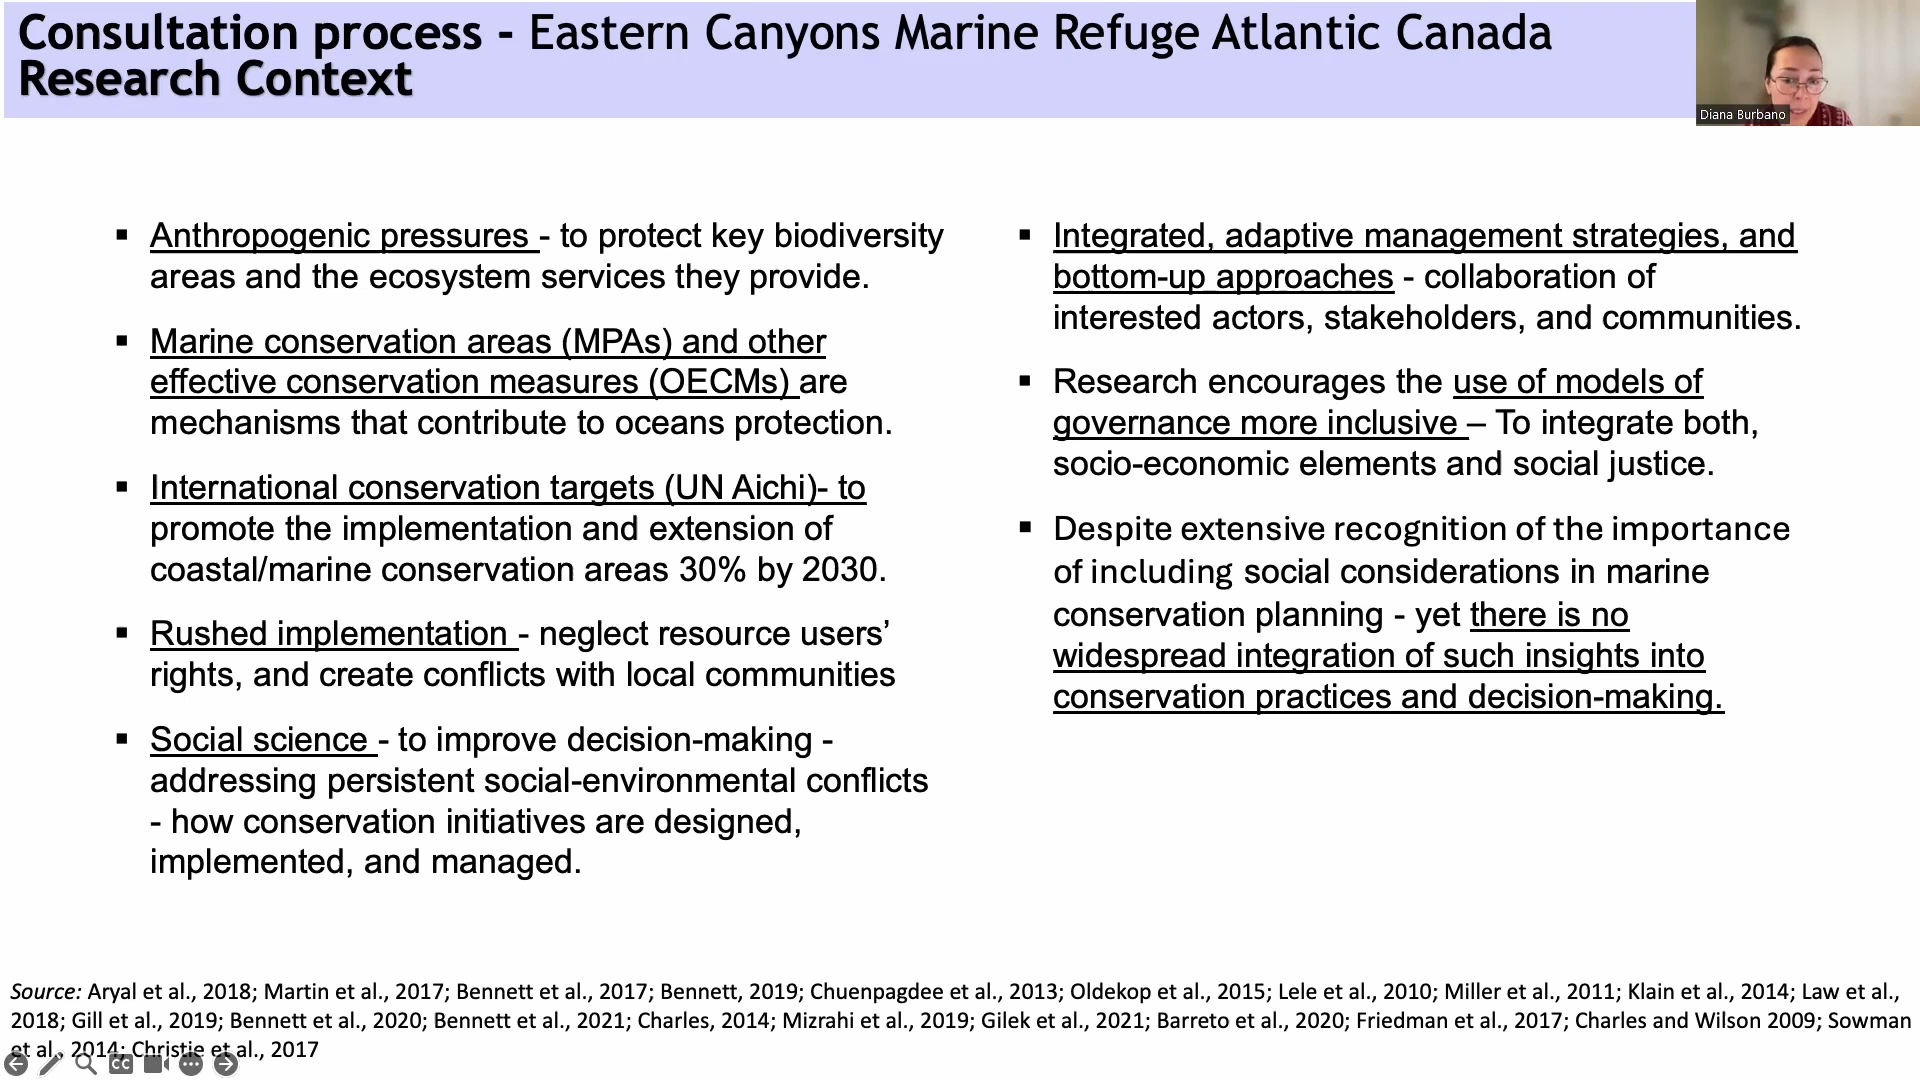 Consultation process - Eastern Canyons Marine Refuge Atlantic Canada
Research Context
Diana Burbano
▪ Anthropogenic pressures - to protect key biodiversity
areas and the ecosystem services they provide.
▪ Marine conservation areas (MPAs) and other
effective conservation measures (OECMs) are
mechanisms that contribute to oceans protection.
▪ International conservation targets (UN Aichi)- to
promote the implementation and extension of
coastal/marine conservation areas 30% by 2030.
▪ Rushed implementation - neglect resource users’
rights, and create conflicts with local communities
▪ Social science - to improve decision-making -
addressing persistent social-environmental conflicts
- how conservation initiatives are designed,
implemented, and managed.
▪ Integrated, adaptive management strategies, and
bottom-up approaches - collaboration of
interested actors, stakeholders, and communities.
▪ Research encourages the use of models of
governance more inclusive – To integrate both,
socio-economic elements and social justice.
▪ Despite extensive recognition of the importance
of including social considerations in marine
conservation planning - yet there is no
widespread integration of such insights into
conservation practices and decision-making.
Source: Aryal et al., 2018; Martin et al., 2017; Bennett et al., 2017; Bennett, 2019; Chuenpagdee et al., 2013; Oldekop et al., 2015; Lele et al., 2010; Miller et al., 2011; Klain et al., 2014; Law et al.,
2018; Gill et al., 2019; Bennett et al., 2020; Bennett et al., 2021; Charles, 2014; Mizrahi et al., 2019; Gilek et al., 2021; Barreto et al., 2020; Friedman et al., 2017; Charles and Wilson 2009; Sowman
et al., 2014; Christie et al., 2017
CC